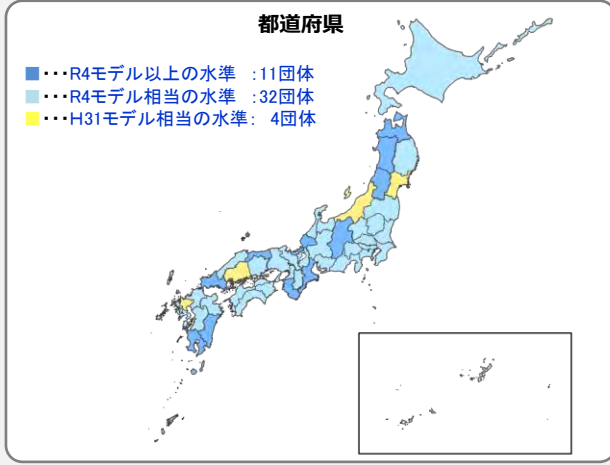 都道府県
■・・・R4モデル以上の水準 :11団体
■・・・R4モデル相当の水準 :32団体
■・・・H31モデル相当の水準: 4団体